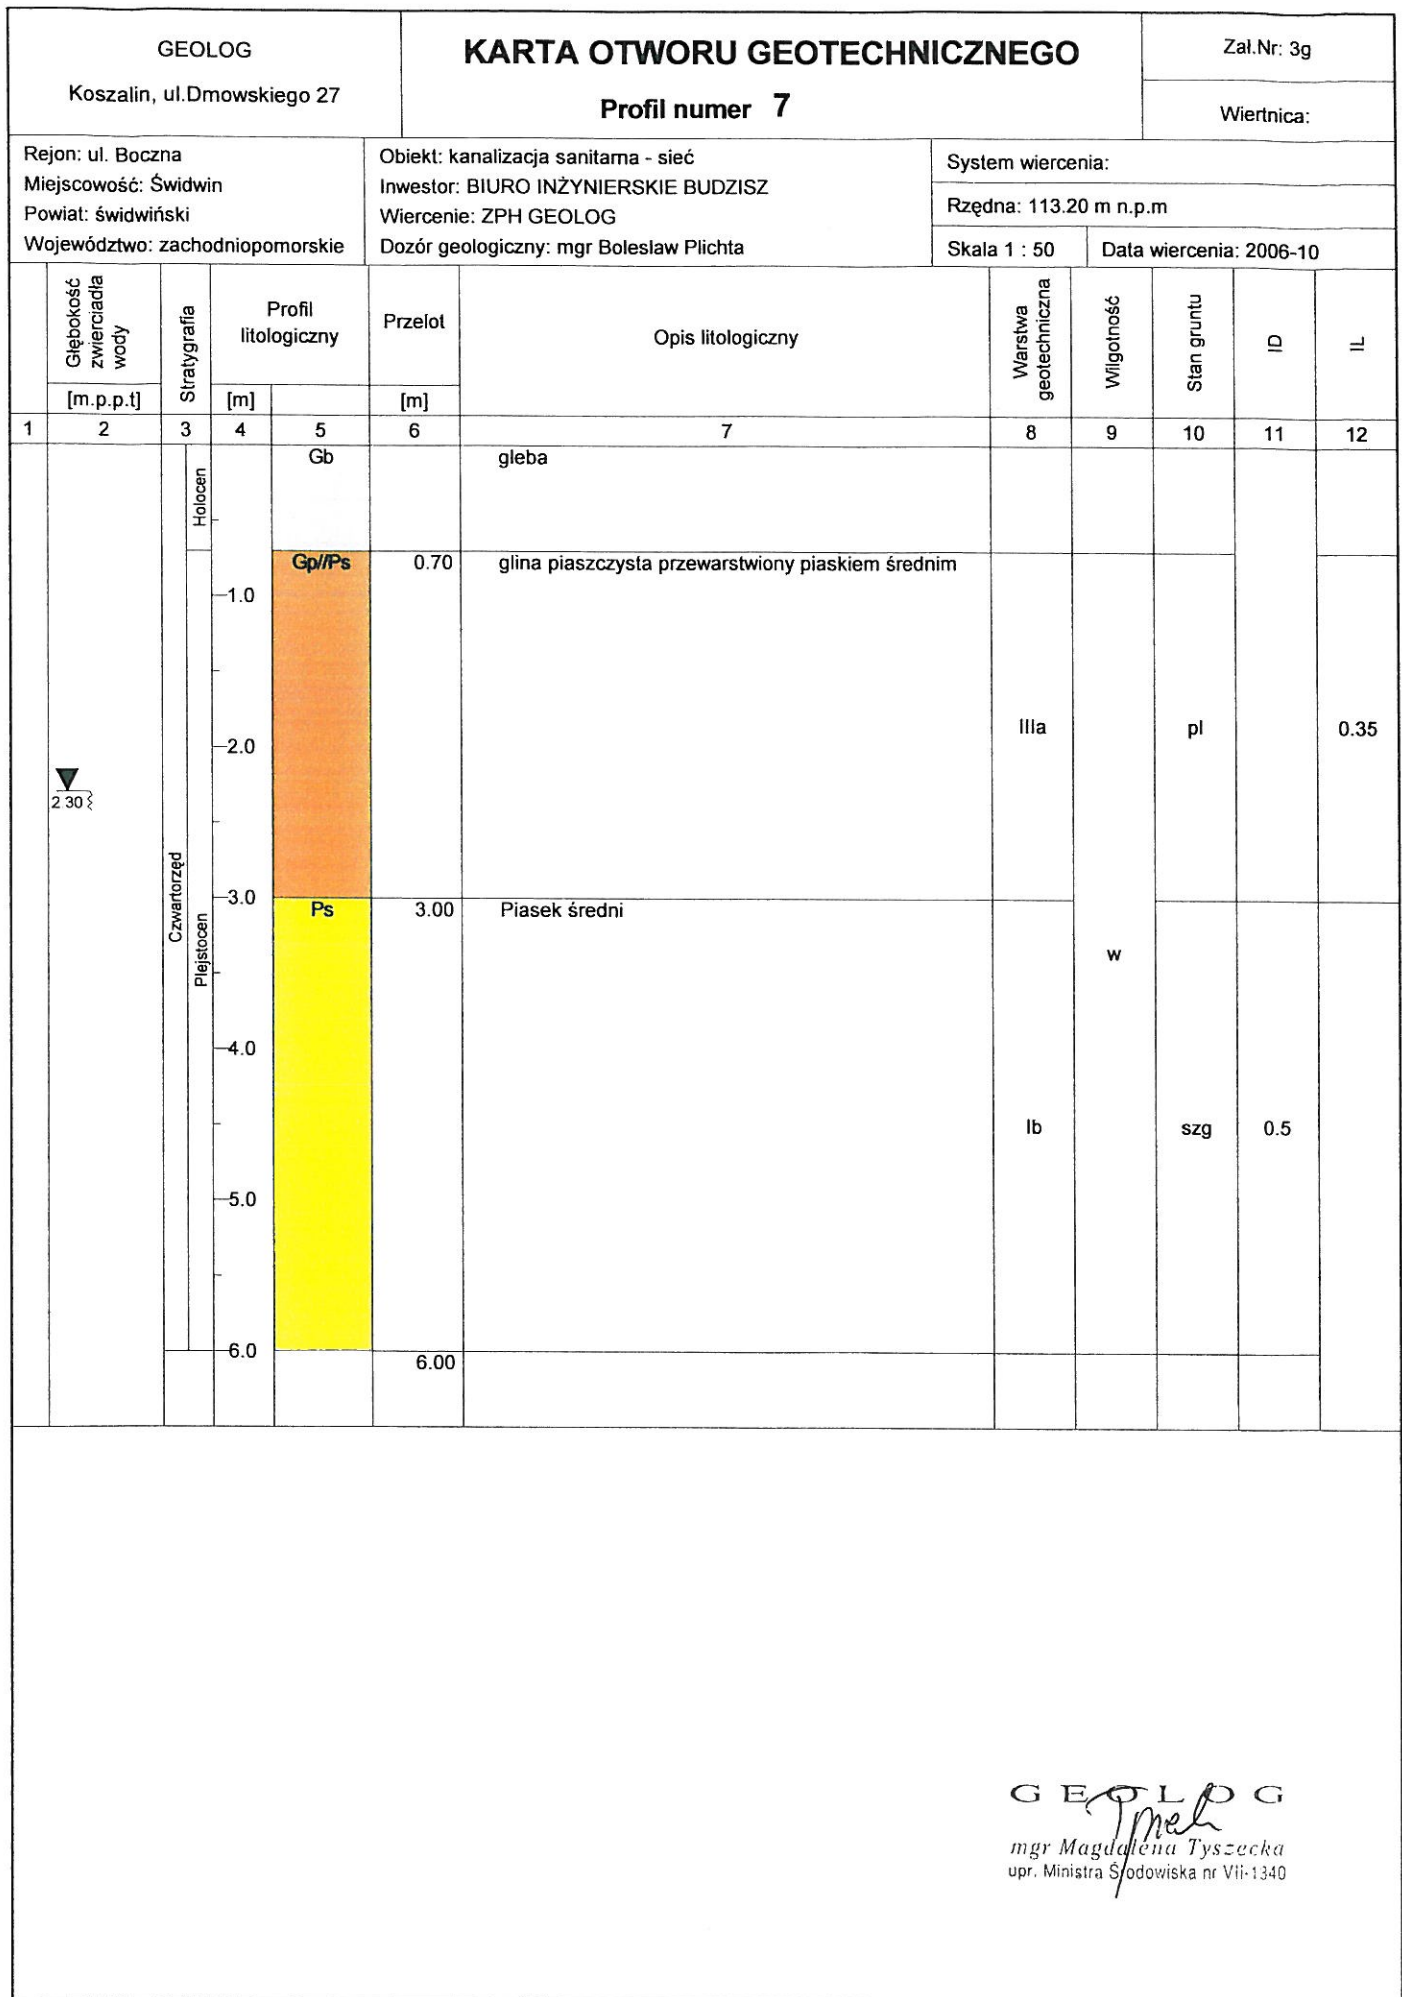 GEOLOG
Koszalin, ul.Dmowskiego 27
KARTA OTWORU GEOTECHNICZNEGO
Profil numer 7
Zał.Nr: 3g
Wiertnica:
Rejon: ul. Boczna
Miejscowość: Świdwin
Powiat: świdwiński
Województwo: zachodniopomorskie
Obiekt: kanalizacja sanitarna - sieć
Inwestor: BIURO INŻYNIERSKIE BUDZISZ
Wiercenie: ZPH GEOLOG
Dozór geologiczny: mgr Boleslaw Plichta
System wiercenia:
Rzędna: 113.20 m n.p.m
Skala 1 : 50
Data wiercenia: 2006-10
Głębokość
zwierciadła
wody
[m.p.p.t]
Stratygrafia
Profil
litologiczny
[m]
Przelot
[m]
Opis litologiczny
Warstwa
geotechniczna
Wilgotność
Stan gruntu
ID
IL
1 2 3 4 5 6 7 8 9 10 11 12
Gb gleba
Holocen
Gp//Ps 0.70 glina piaszczysta przewarstwiony piaskiem średnim
1.0
IIIa pl 0.35
2.0
2 30
Czwartorzęd
Plejstocen
3.0
Ps 3.00 Piasek średni
w
4.0
Ib szg 0.5
5.0
6.0
6.00
GEOLOG
mgr Magdalena Tyszecka
upr. Ministra Środowiska nr VII-1340